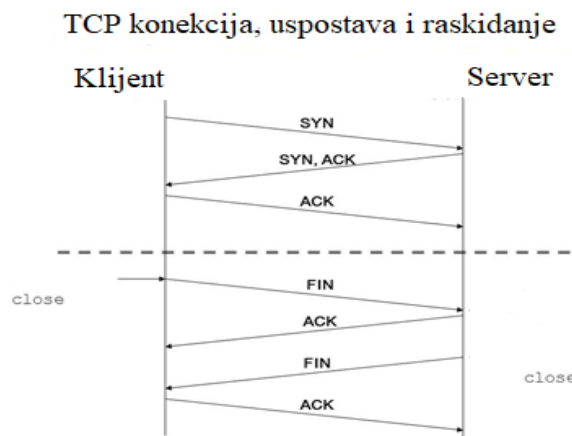 TCP konekcija, uspostava i raskidanje
Klijent Server
SYN
SYN, ACK
ACK
FIN
close
ACK
FIN
close
ACK